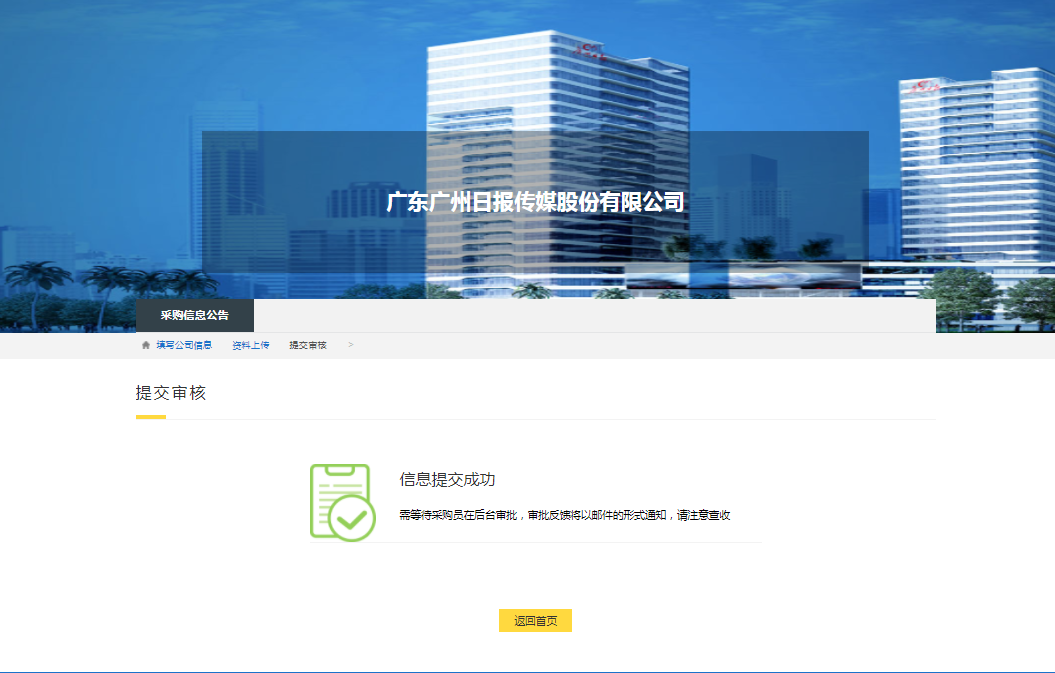 广东广州日报传媒股份有限公司
采购信息公告
填写公司信息 资料上传 提交审核 >
提交审核
信息提交成功
需等待采购员在后台审批，审批反馈将以邮件的形式通知，请注意查收
返回首页